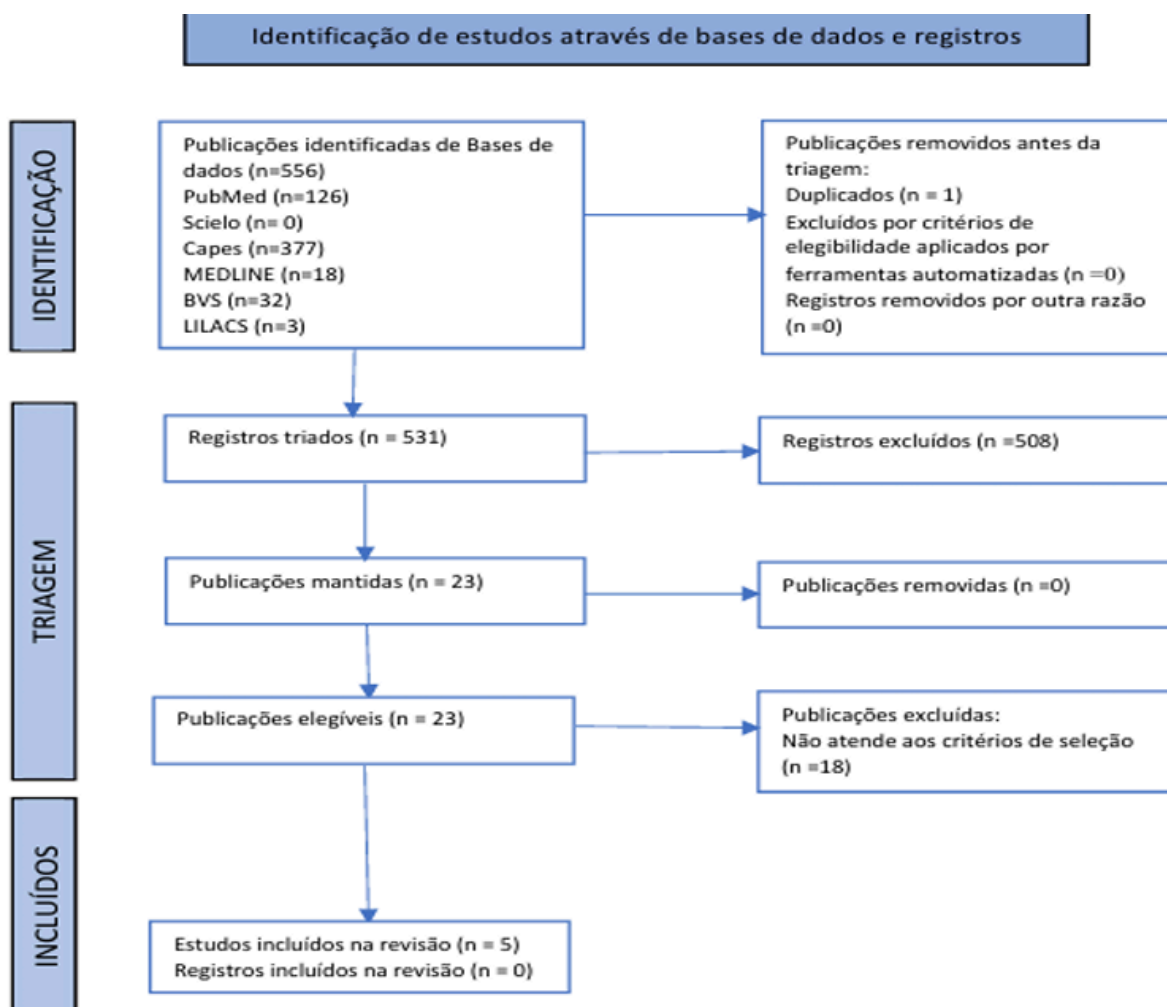 Identificação de estudos através de bases de dados e registros
IDENTIFICAÇÃO
Publicações identificadas de Bases de
dados (n=556)
PubMed (n=126)
Scielo (n= 0)
Capes (n=377)
MEDLINE (n=18)
BVS (n=32)
LILACS (n=3)
Publicações removidos antes da
triagem:
Duplicados (n = 1)
Excluídos por critérios de
elegibilidade aplicados por
ferramentas automatizadas (n =0)
Registros removidos por outra razão
(n =0)
TRIAGEM
Registros triados (n = 531)
Registros excluídos (n =508)
Publicações mantidas (n = 23)
Publicações removidas (n =0)
Publicações elegíveis (n = 23)
Publicações excluídas:
Não atende aos critérios de seleção
(n =18)
INCLUÍDOS
Estudos incluídos na revisão (n = 5)
Registros incluídos na revisão (n = 0)